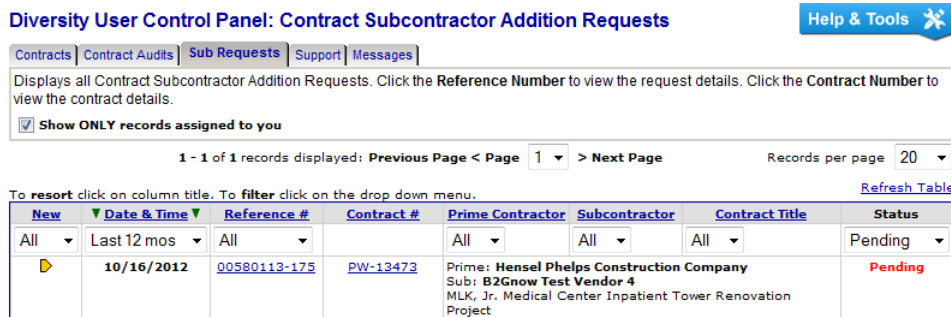 Diversity User Control Panel: Contract Subcontractor Addition Requests
Help & Tools
Contracts Contract Audits Sub Requests Support Messages
Displays all Contract Subcontractor Addition Requests. Click the Reference Number to view the request details. Click the Contract Number to
view the contract details.
Show ONLY records assigned to you
1 - 1 of 1 records displayed: Previous Page < Page 1 > Next Page Records per page 20
To resort click on column title. To filter click on the drop down menu. Refresh Table
New Date & Time Reference # Contract # Prime Contractor Subcontractor Contract Title Status
All Last 12 mos All All All All Pending
10/16/2012 00580113-175 PW-13473 Prime: Hensel Phelps Construction Company Pending
Sub: B2Gnow Test Vendor 4
MLK, Jr. Medical Center Inpatient Tower Renovation
Project